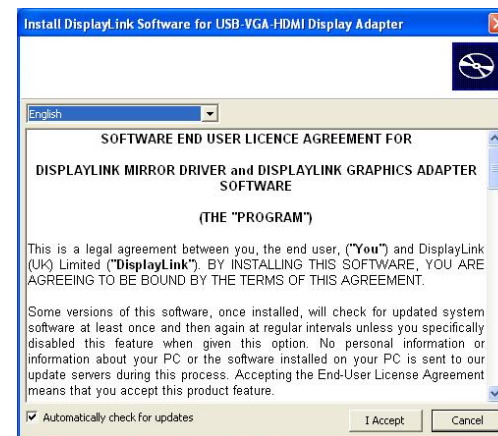 Install DisplayLink Software for USB-VGA-HDMI Display Adapter
English
SOFTWARE END USER LICENCE AGREEMENT FOR
DISPLAYLINK MIRROR DRIVER and DISPLAYLINK GRAPHICS ADAPTER
SOFTWARE
(THE "PROGRAM")
This is a legal agreement between you, the end user, ("You") and DisplayLink
(UK) Limited ("DisplayLink"). BY INSTALLING THIS SOFTWARE, YOU ARE
AGREEING TO BE BOUND BY THE TERMS OF THIS AGREEMENT.
Some versions of this software, once installed, will check for updated system
software at least once and then again at regular intervals unless you specifically
disabled this feature when given this option. No personal information or
information about your PC or the software installed on your PC is sent to our
update servers during this process. Accepting the End-User License Agreement
means that you accept this product feature.
Automatically check for updates
I Accept
Cancel